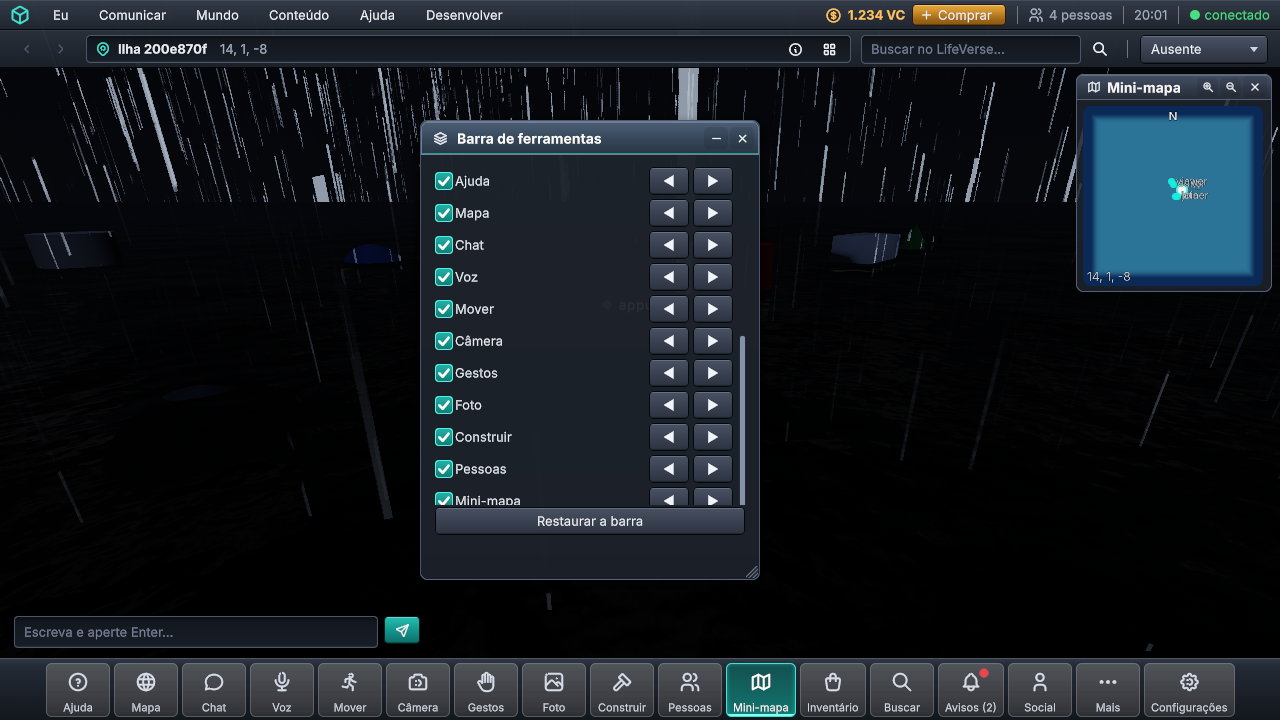 Eu Comunicar Mundo Conteúdo Ajuda Desenvolver 1.234 VC + Comprar 4 pessoas 20:01 conectado
Ilha 200e870f 14, 1, -8 Buscar no LifeVerse... Ausente
Mini-mapa
N
14, 1, -8
Barra de ferramentas
Ajuda
Mapa
Chat
Voz
Mover
Câmera
Gestos
Foto
Construir
Pessoas
Mini-mapa
Restaurar a barra
Escreva e aperte Enter...
Ajuda Mapa Chat Voz Mover Câmera Gestos Foto Construir Pessoas Mini-mapa Inventário Buscar Avisos (2) Social Mais Configurações